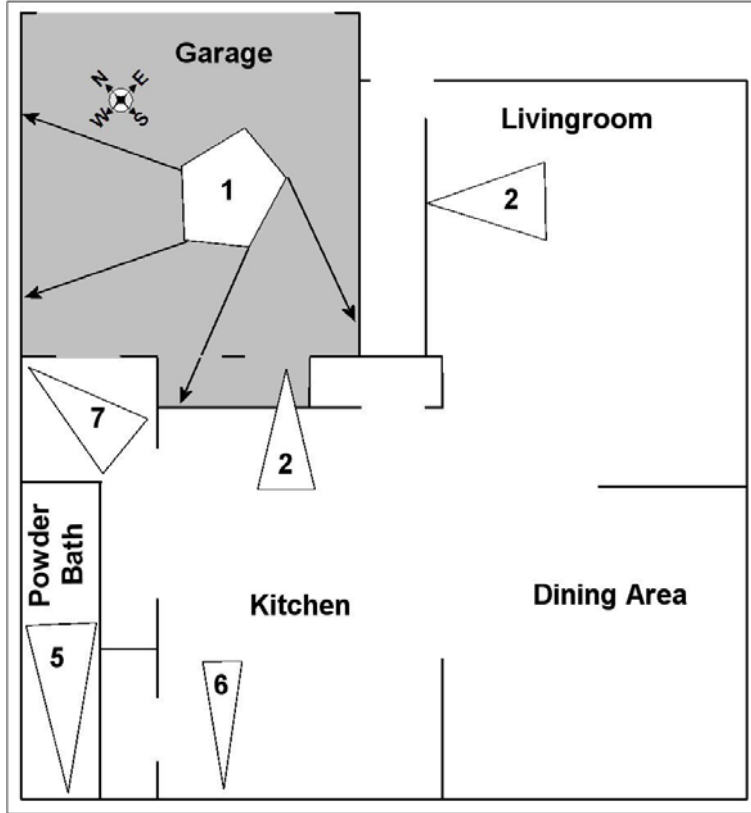 Garage
N E
W S
Livingroom
1
2
7
2
Powder
Bath
Kitchen
Dining Area
5
6